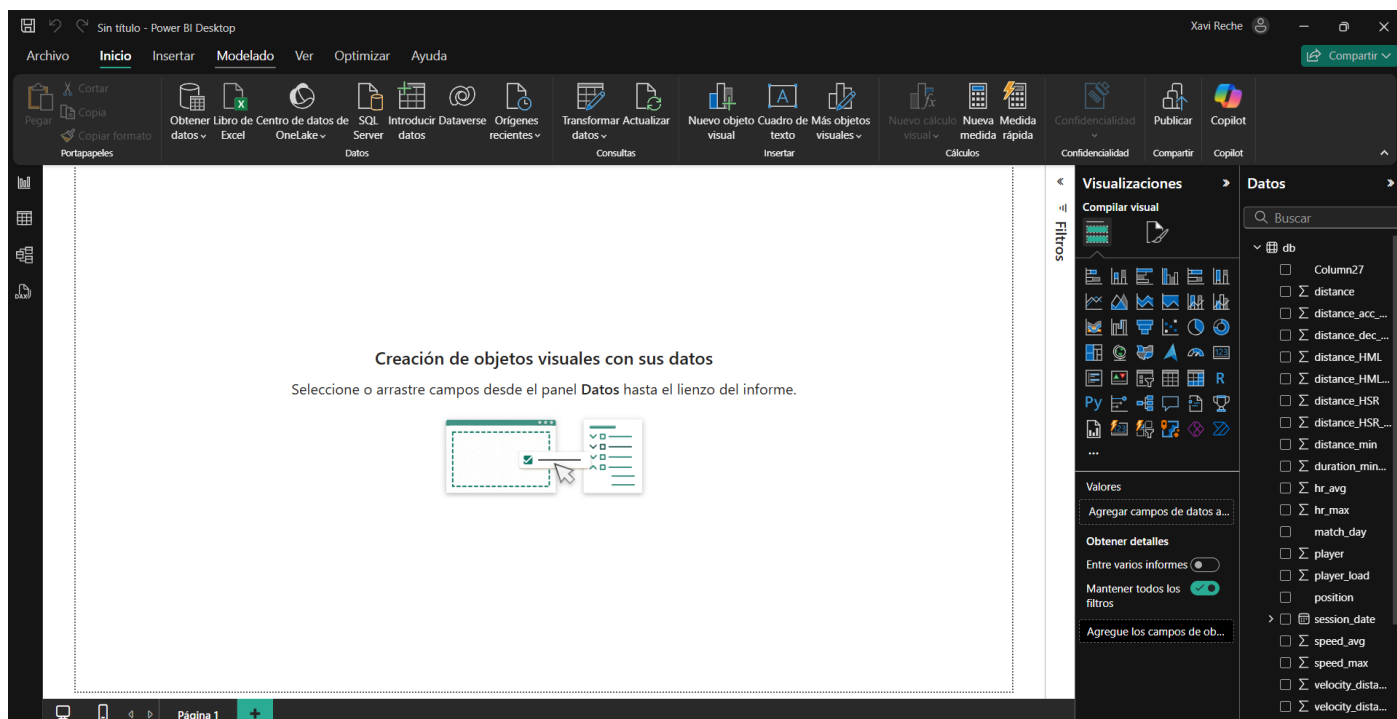 Sin título - Power BI Desktop
Xavi Reche
Archivo Inicio Insertar Modelado Ver Optimizar Ayuda
Compartir
Pegar
Cortar
Copia
Copiar formato
Portapapeles
Obtener datos
Libro de Excel
Centro de datos de OneLake
SQL Server
Introducir datos
Dataverse
Orígenes recientes
Datos
Transformar datos
Actualizar
Consultas
Nuevo objeto visual
Cuadro de texto
Más objetos visuales
Insertar
Nuevo cálculo visual
Nueva medida
Medida rápida
Cálculos
Confidencialidad
Confidencialidad
Publicar
Compartir
Copilot
Copilot
Creación de objetos visuales con sus datos
Seleccione o arrastre campos desde el panel Datos hasta el lienzo del informe.
Filtros
Visualizaciones
Compilar visual
R
Py
123
...
Valores
Agregar campos de datos a...
Obtener detalles
Entre varios informes
Mantener todos los
filtros
Agregue los campos de ob...
Datos
Buscar
db
Column27
distance
distance_acc_...
distance_dec_...
distance_HML
distance_HML...
distance_HSR
distance_HSR_...
distance_min
duration_min...
hr_avg
hr_max
match_day
player
player_load
position
session_date
speed_avg
speed_max
velocity_dista...
velocity_dista...
DAX
Página 1